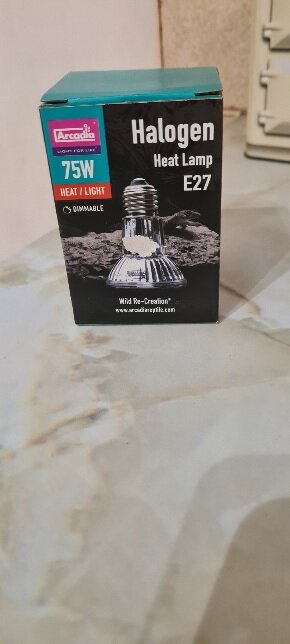 Arcadia
LIGHT FOR LIFE
75W
HEAT / LIGHT
DIMMABLE
Halogen
Heat Lamp
E27
Wild Re-Creation®
www.arcadiareptile.com